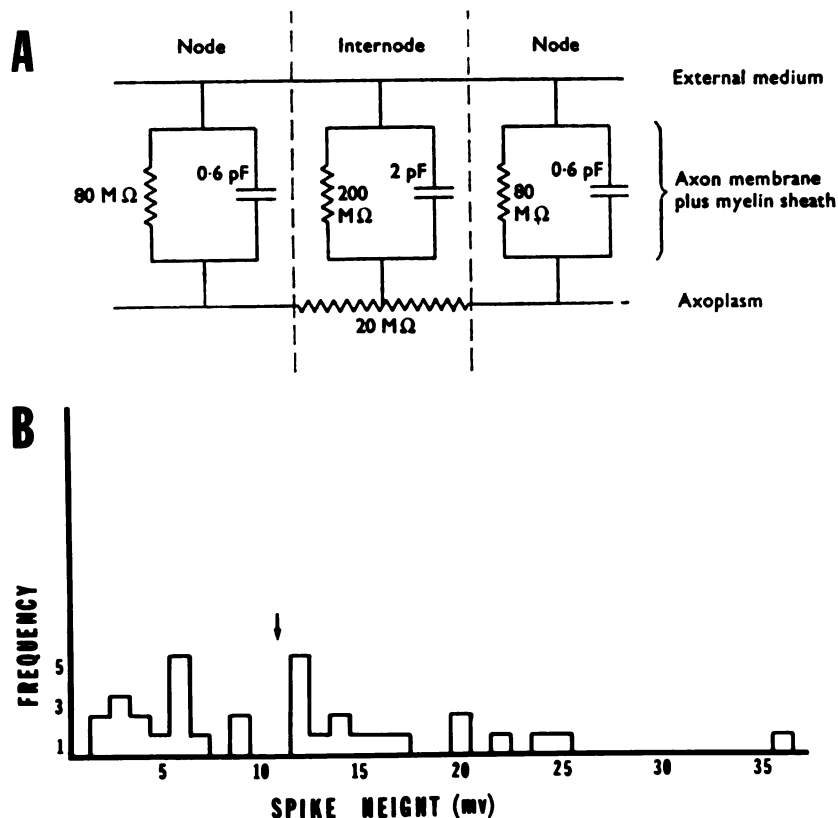 A
Node Internode Node
External medium
80 MΩ
0·6 pF
200
MΩ
2 pF
80
MΩ
0·6 pF
Axon membrane
plus myelin sheath
20 MΩ
Axoplasm
B
FREQUENCY
5
3
1
5 10 15 20 25 30 35
SPIKE HEIGHT (mv)